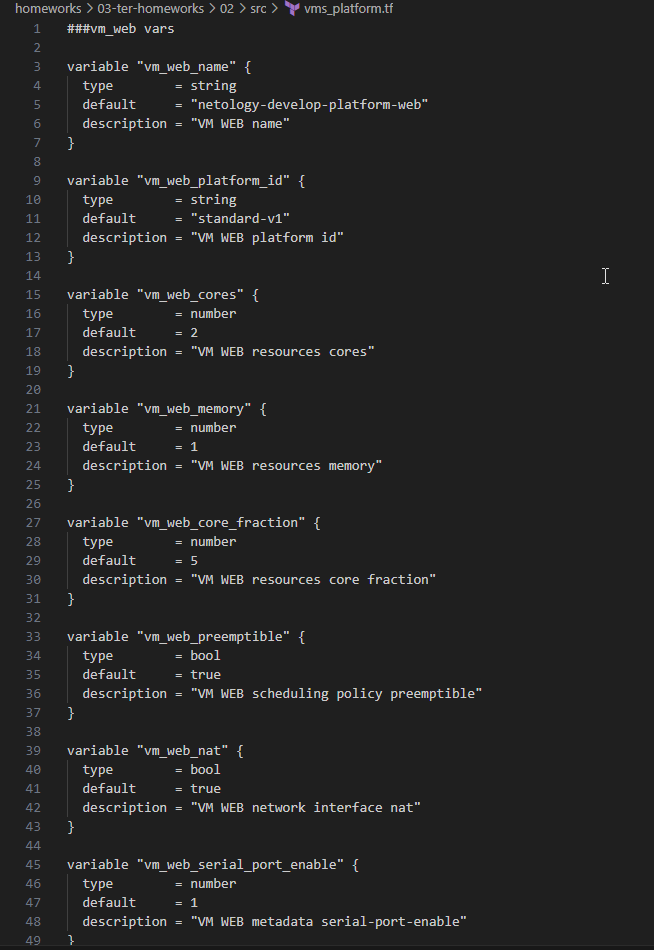 homeworks > 03-ter-homeworks > 02 > src > vms_platform.tf
1 ###vm_web vars
2
3 variable "vm_web_name" {
4   type        = string
5   default     = "netology-develop-platform-web"
6   description = "VM WEB name"
7 }
8
9 variable "vm_web_platform_id" {
10   type        = string
11   default     = "standard-v1"
12   description = "VM WEB platform id"
13 }
14
15 variable "vm_web_cores" {
16   type        = number
17   default     = 2
18   description = "VM WEB resources cores"
19 }
20
21 variable "vm_web_memory" {
22   type        = number
23   default     = 1
24   description = "VM WEB resources memory"
25 }
26
27 variable "vm_web_core_fraction" {
28   type        = number
29   default     = 5
30   description = "VM WEB resources core fraction"
31 }
32
33 variable "vm_web_preemptible" {
34   type        = bool
35   default     = true
36   description = "VM WEB scheduling policy preemptible"
37 }
38
39 variable "vm_web_nat" {
40   type        = bool
41   default     = true
42   description = "VM WEB network interface nat"
43 }
44
45 variable "vm_web_serial_port_enable" {
46   type        = number
47   default     = 1
48   description = "VM WEB metadata serial-port-enable"
49 }